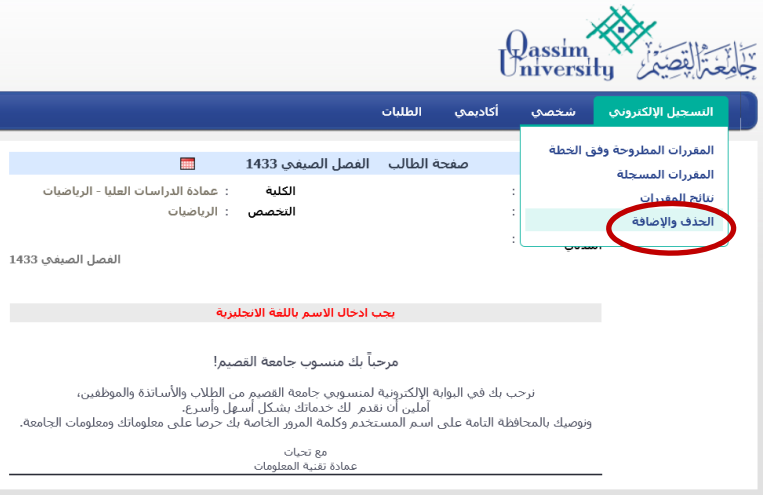 Qassim
University
جامعة القصيم
التسجيل الإلكتروني شخصي أكاديمي الطلبات
المقررات المطروحة وفق الخطة
المقررات المسجلة
نتائج المقررات
الحذف والإضافة
صفحة الطالب الفصل الصيفي 1433
: الكلية : عمادة الدراسات العليا - الرياضيات
: التخصص : الرياضيات
:
الفصل الصيفي 1433
يجب ادخال الاسم باللغة الانجليزية
مرحباً بك منسوب جامعة القصيم!
نرحب بك في البوابة الإلكترونية لمنسوبي جامعة القصيم من الطلاب والأساتذة والموظفين،
آملين أن نقدم لك خدماتك بشكل أسهل وأسرع.
ونوصيك بالمحافظة التامة على اسم المستخدم وكلمة المرور الخاصة بك حرصا على معلوماتك ومعلومات الجامعة.
مع تحيات
عمادة تقنية المعلومات